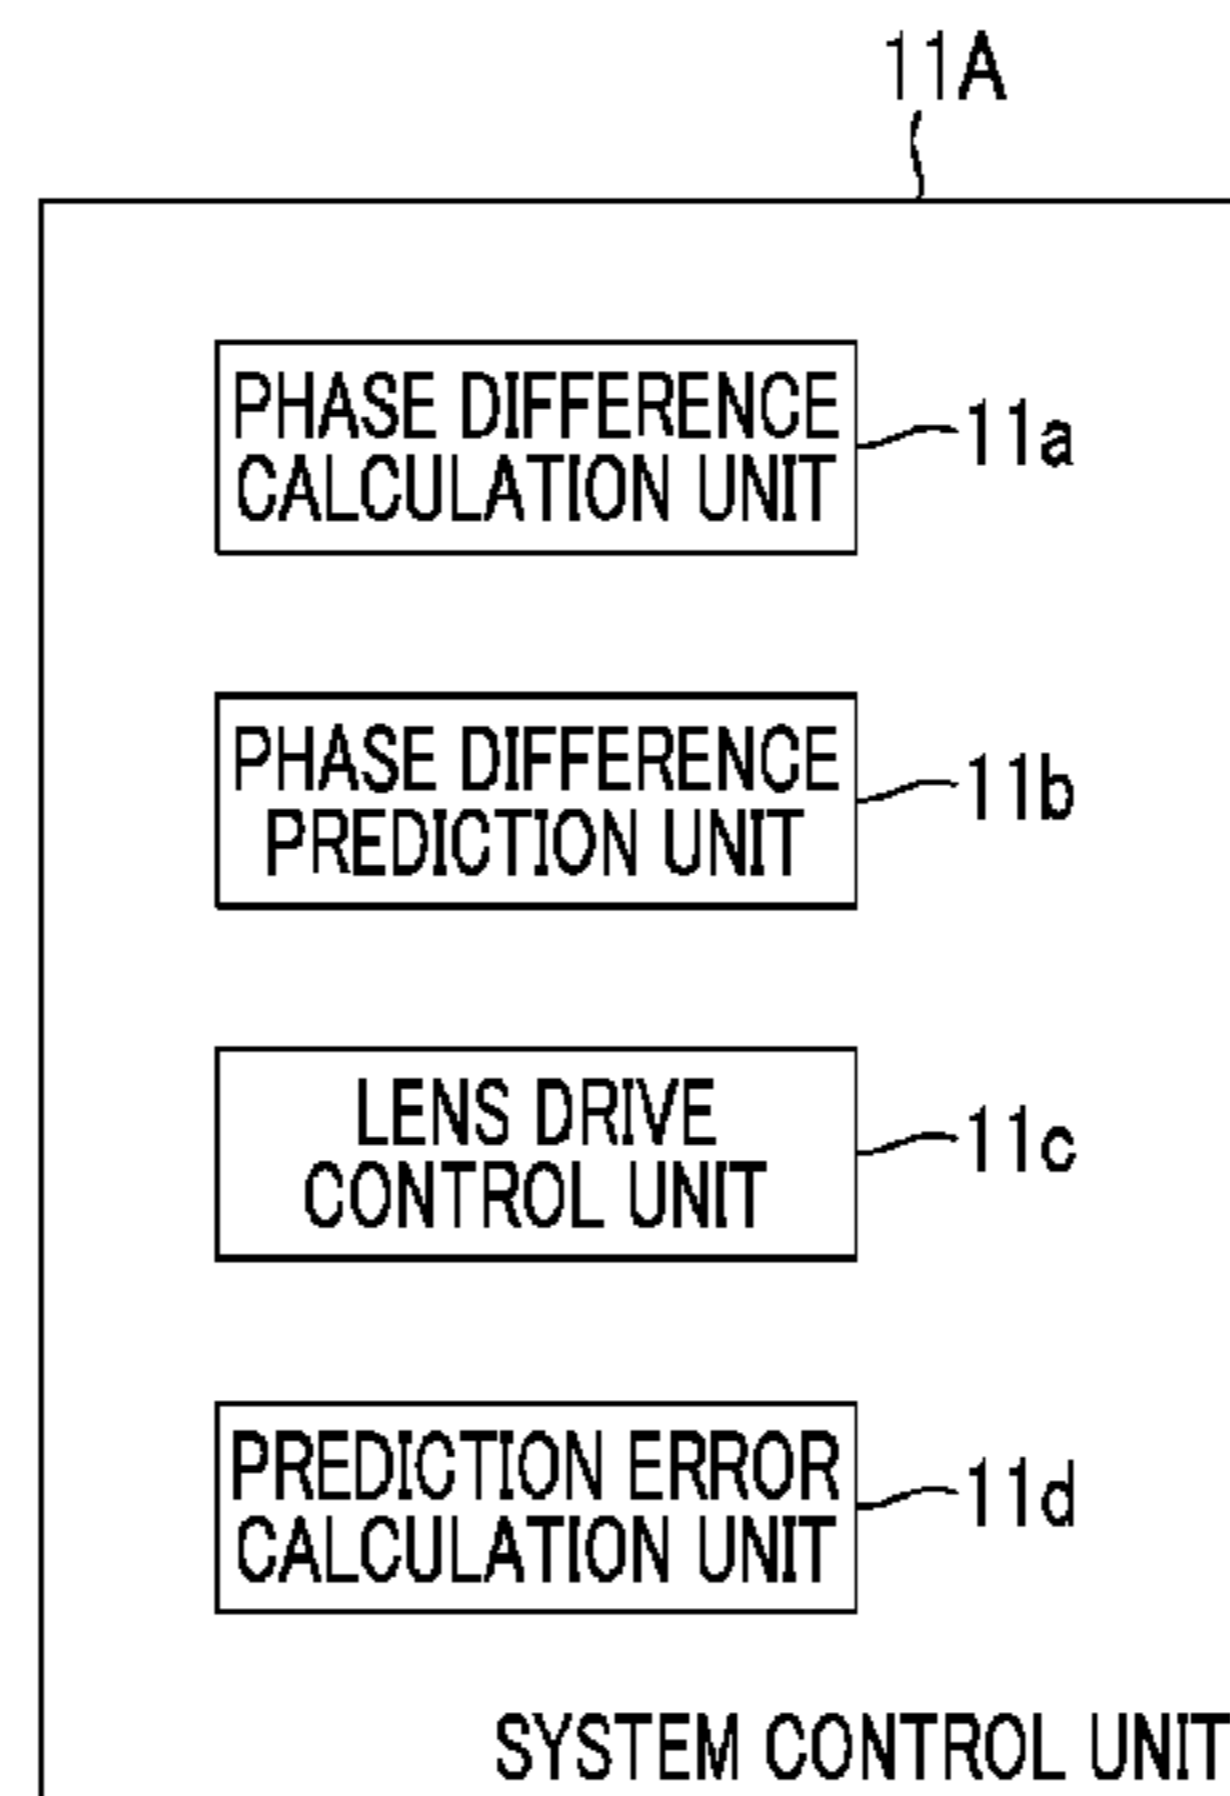 11A
PHASE DIFFERENCE
CALCULATION UNIT
11a
PHASE DIFFERENCE
PREDICTION UNIT
11b
LENS DRIVE
CONTROL UNIT
11c
PREDICTION ERROR
CALCULATION UNIT
11d
SYSTEM CONTROL UNIT